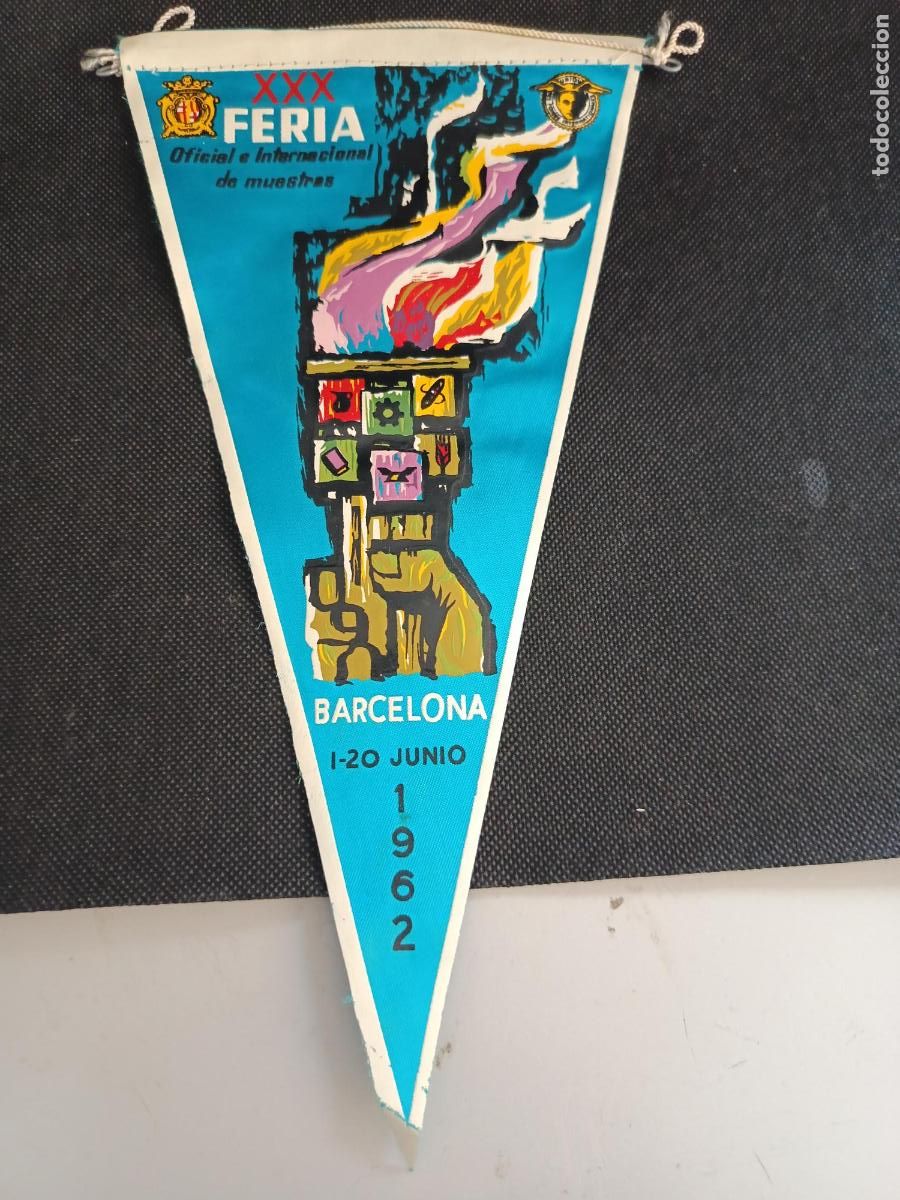 XXX
FERIA
Oficial e Internacional
de muestras
BARCELONA
1-20 JUNIO
1
9
6
2
todocoleccion